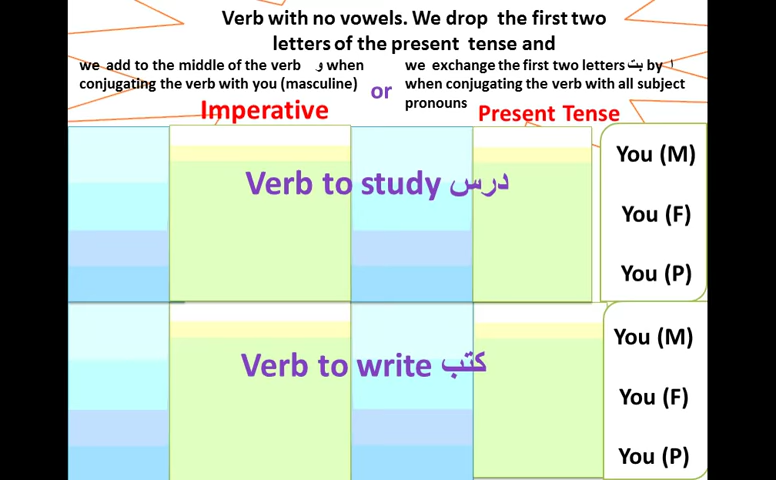 Verb with no vowels. We drop the first two
letters of the present tense and
we add to the middle of the verb و when
conjugating the verb with you (masculine)
or
we exchange the first two letters بت by ا
when conjugating the verb with all subject
pronouns
Imperative
Present Tense
Verb to study درس
You (M)
You (F)
You (P)
Verb to write كتب
You (M)
You (F)
You (P)